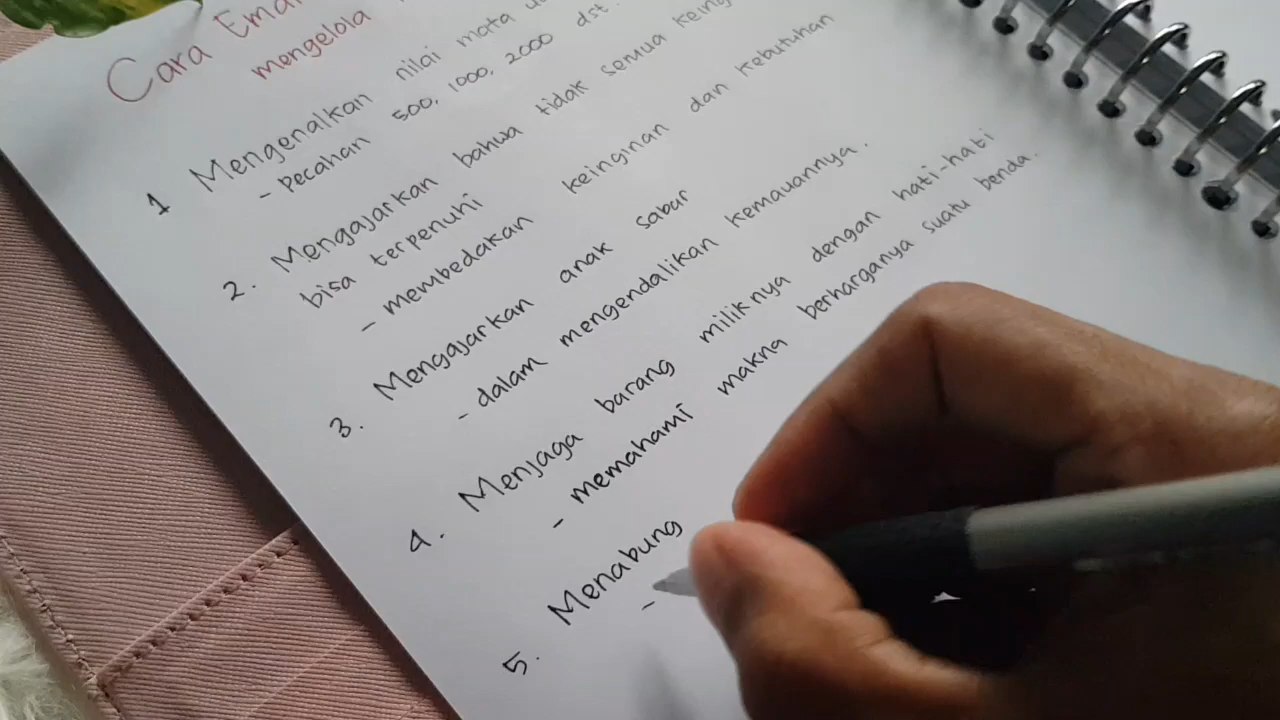 Cara
mengelola
1 Mengenalkan nilai mata
- Pecahan 500, 1000, 2000 dst.
2. Mengajarkan bahwa tidak semua
bisa terpenuhi
- membedakan keinginan dan kebutuhan
3. Mengajarkan anak sabar
- dalam mengendalikan kemauannya.
4. Menjaga barang miliknya dengan hati-hati
- memahami makna berharganya suatu benda.
5. Menabung
-